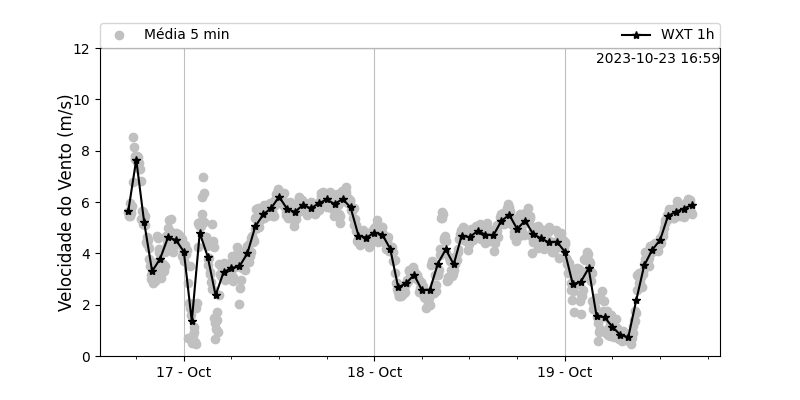 Média 5 min
WXT 1h
2023-10-23 16:59
Velocidade do Vento (m/s)
12
10
8
6
4
2
0
17 - Oct
18 - Oct
19 - Oct